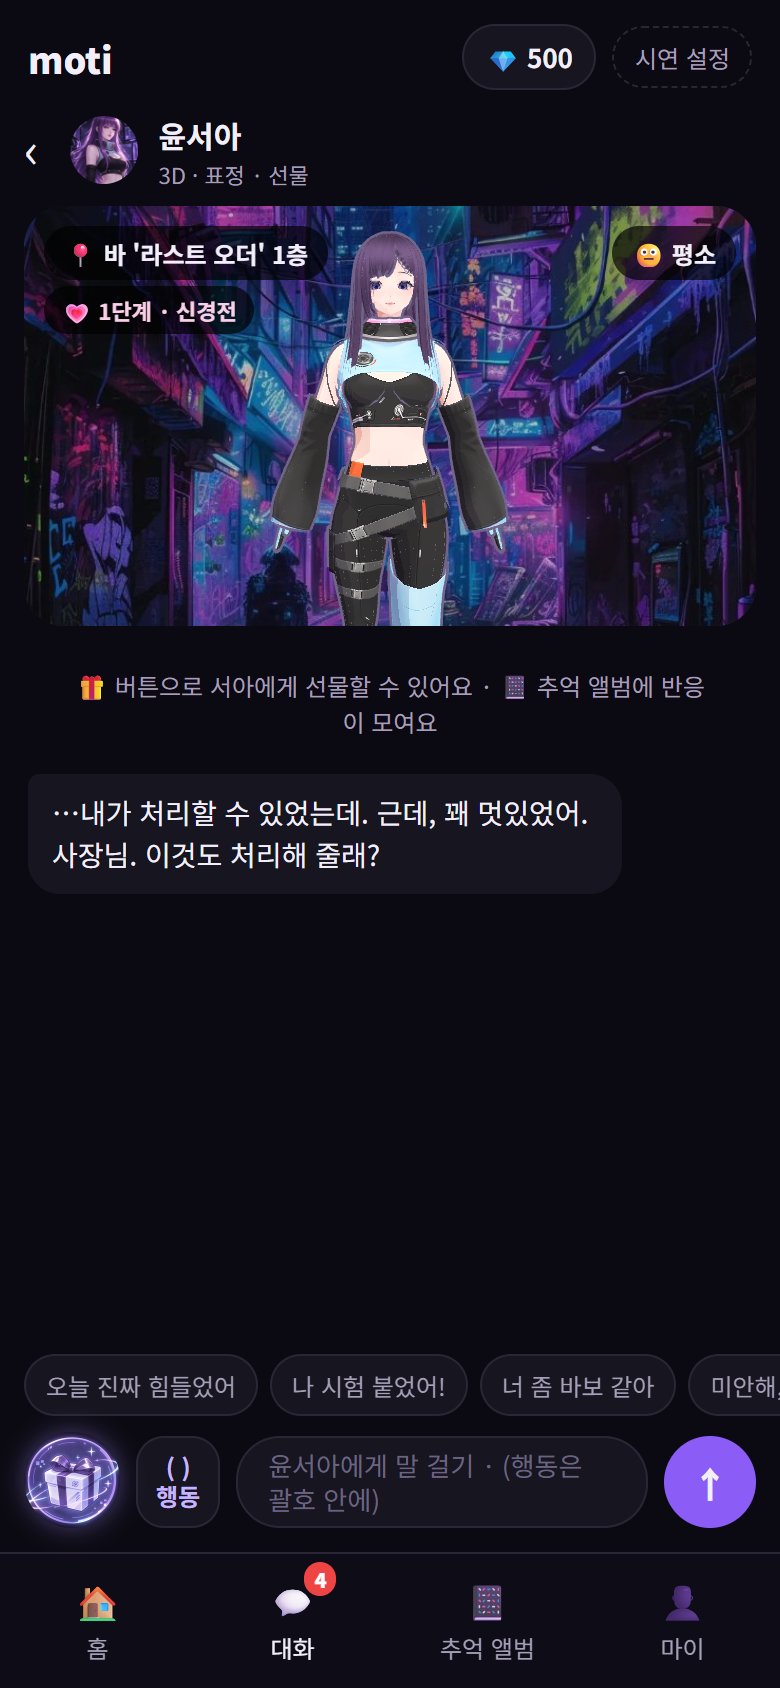 moti
500
시연 설정
윤서아
3D · 표정 · 선물
바 '라스트 오더' 1층
평소
1단계 · 신경전
버튼으로 서아에게 선물할 수 있어요 · 추억 앨범에 반응
이 모여요
…내가 처리할 수 있었는데. 근데, 꽤 멋있었어.
사장님. 이것도 처리해 줄래?
오늘 진짜 힘들었어
나 시험 붙었어!
너 좀 바보 같아
미안해,
( )
행동
윤서아에게 말 걸기 · (행동은
괄호 안에)
4
홈
대화
추억 앨범
마이